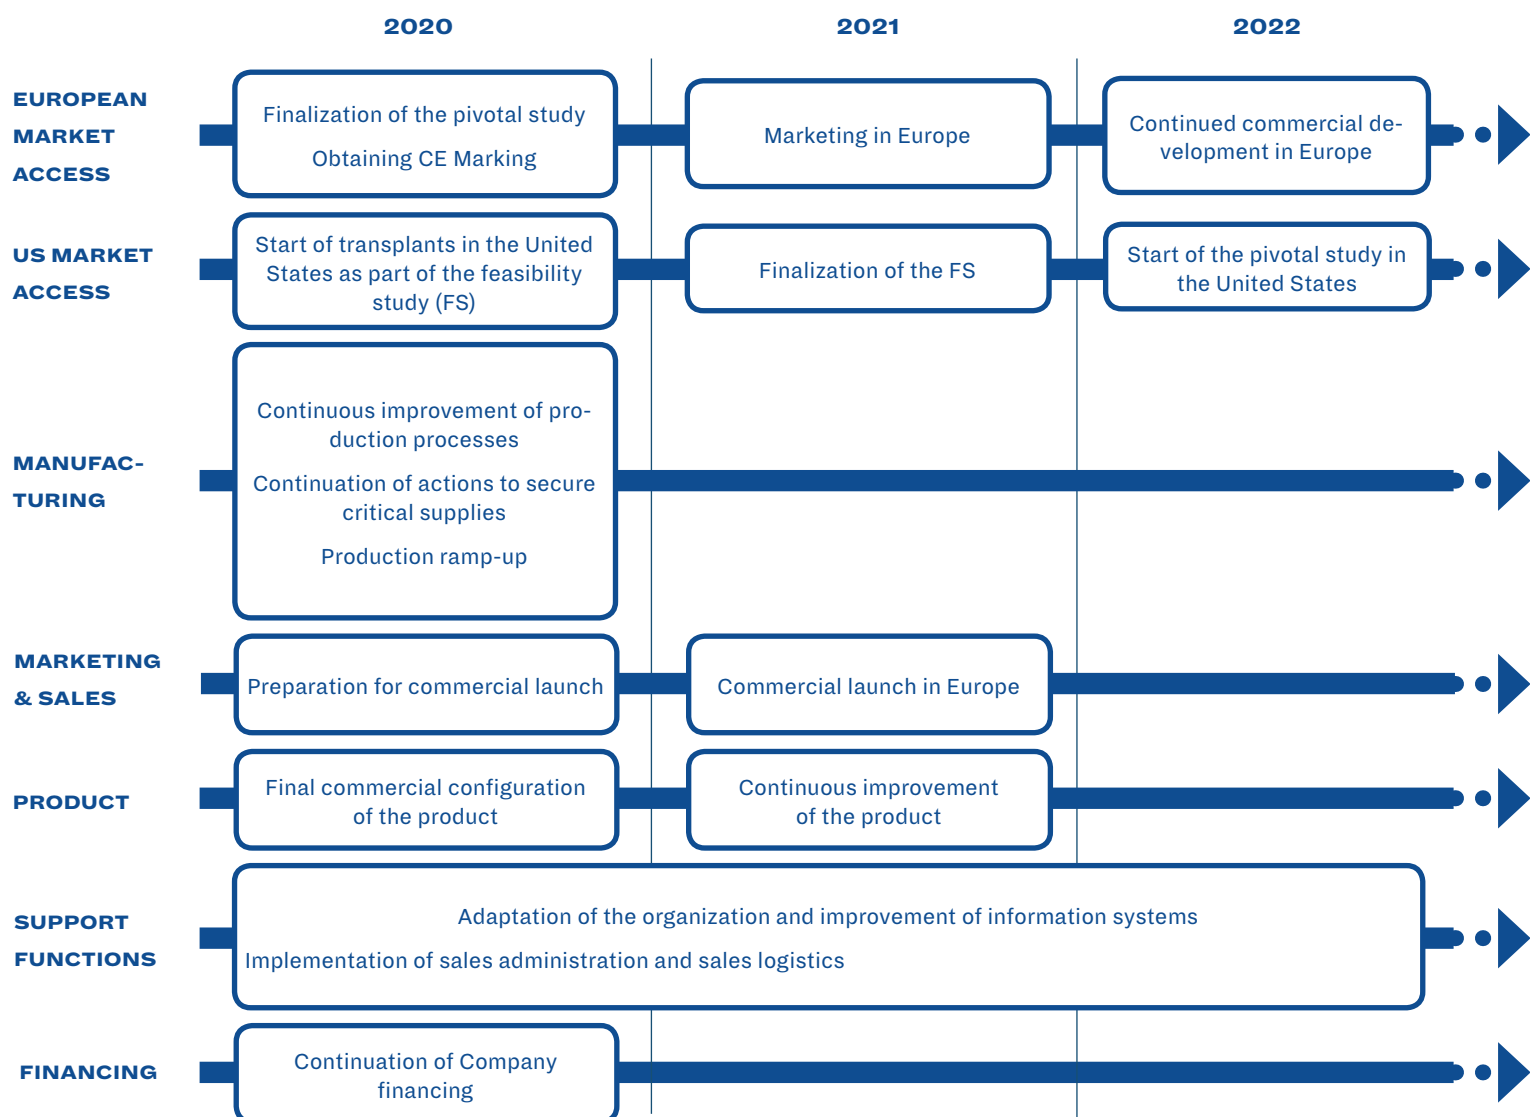 2020
2021
2022
EUROPEAN
MARKET
ACCESS
Finalization of the pivotal study
Obtaining CE Marking
Marketing in Europe
Continued commercial de-
velopment in Europe
US MARKET
ACCESS
Start of transplants in the United
States as part of the feasibility
study (FS)
Finalization of the FS
Start of the pivotal study in
the United States
MANUFAC-
TURING
Continuous improvement of pro-
duction processes
Continuation of actions to secure
critical supplies
Production ramp-up
MARKETING
& SALES
Preparation for commercial launch
Commercial launch in Europe
PRODUCT
Final commercial configuration
of the product
Continuous improvement
of the product
SUPPORT
FUNCTIONS
Adaptation of the organization and improvement of information systems
Implementation of sales administration and sales logistics
FINANCING
Continuation of Company
financing